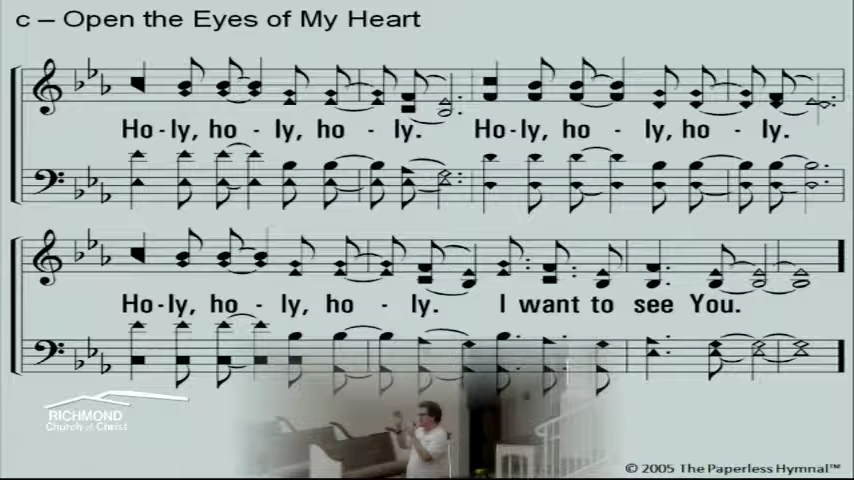 c – Open the Eyes of My Heart
Ho-ly, ho - ly, ho - ly. Ho-ly, ho - ly, ho - ly.
Ho-ly, ho - ly, ho - ly. I want to see You.
RICHMOND
Church of Christ
© 2005 The Paperless Hymnal™